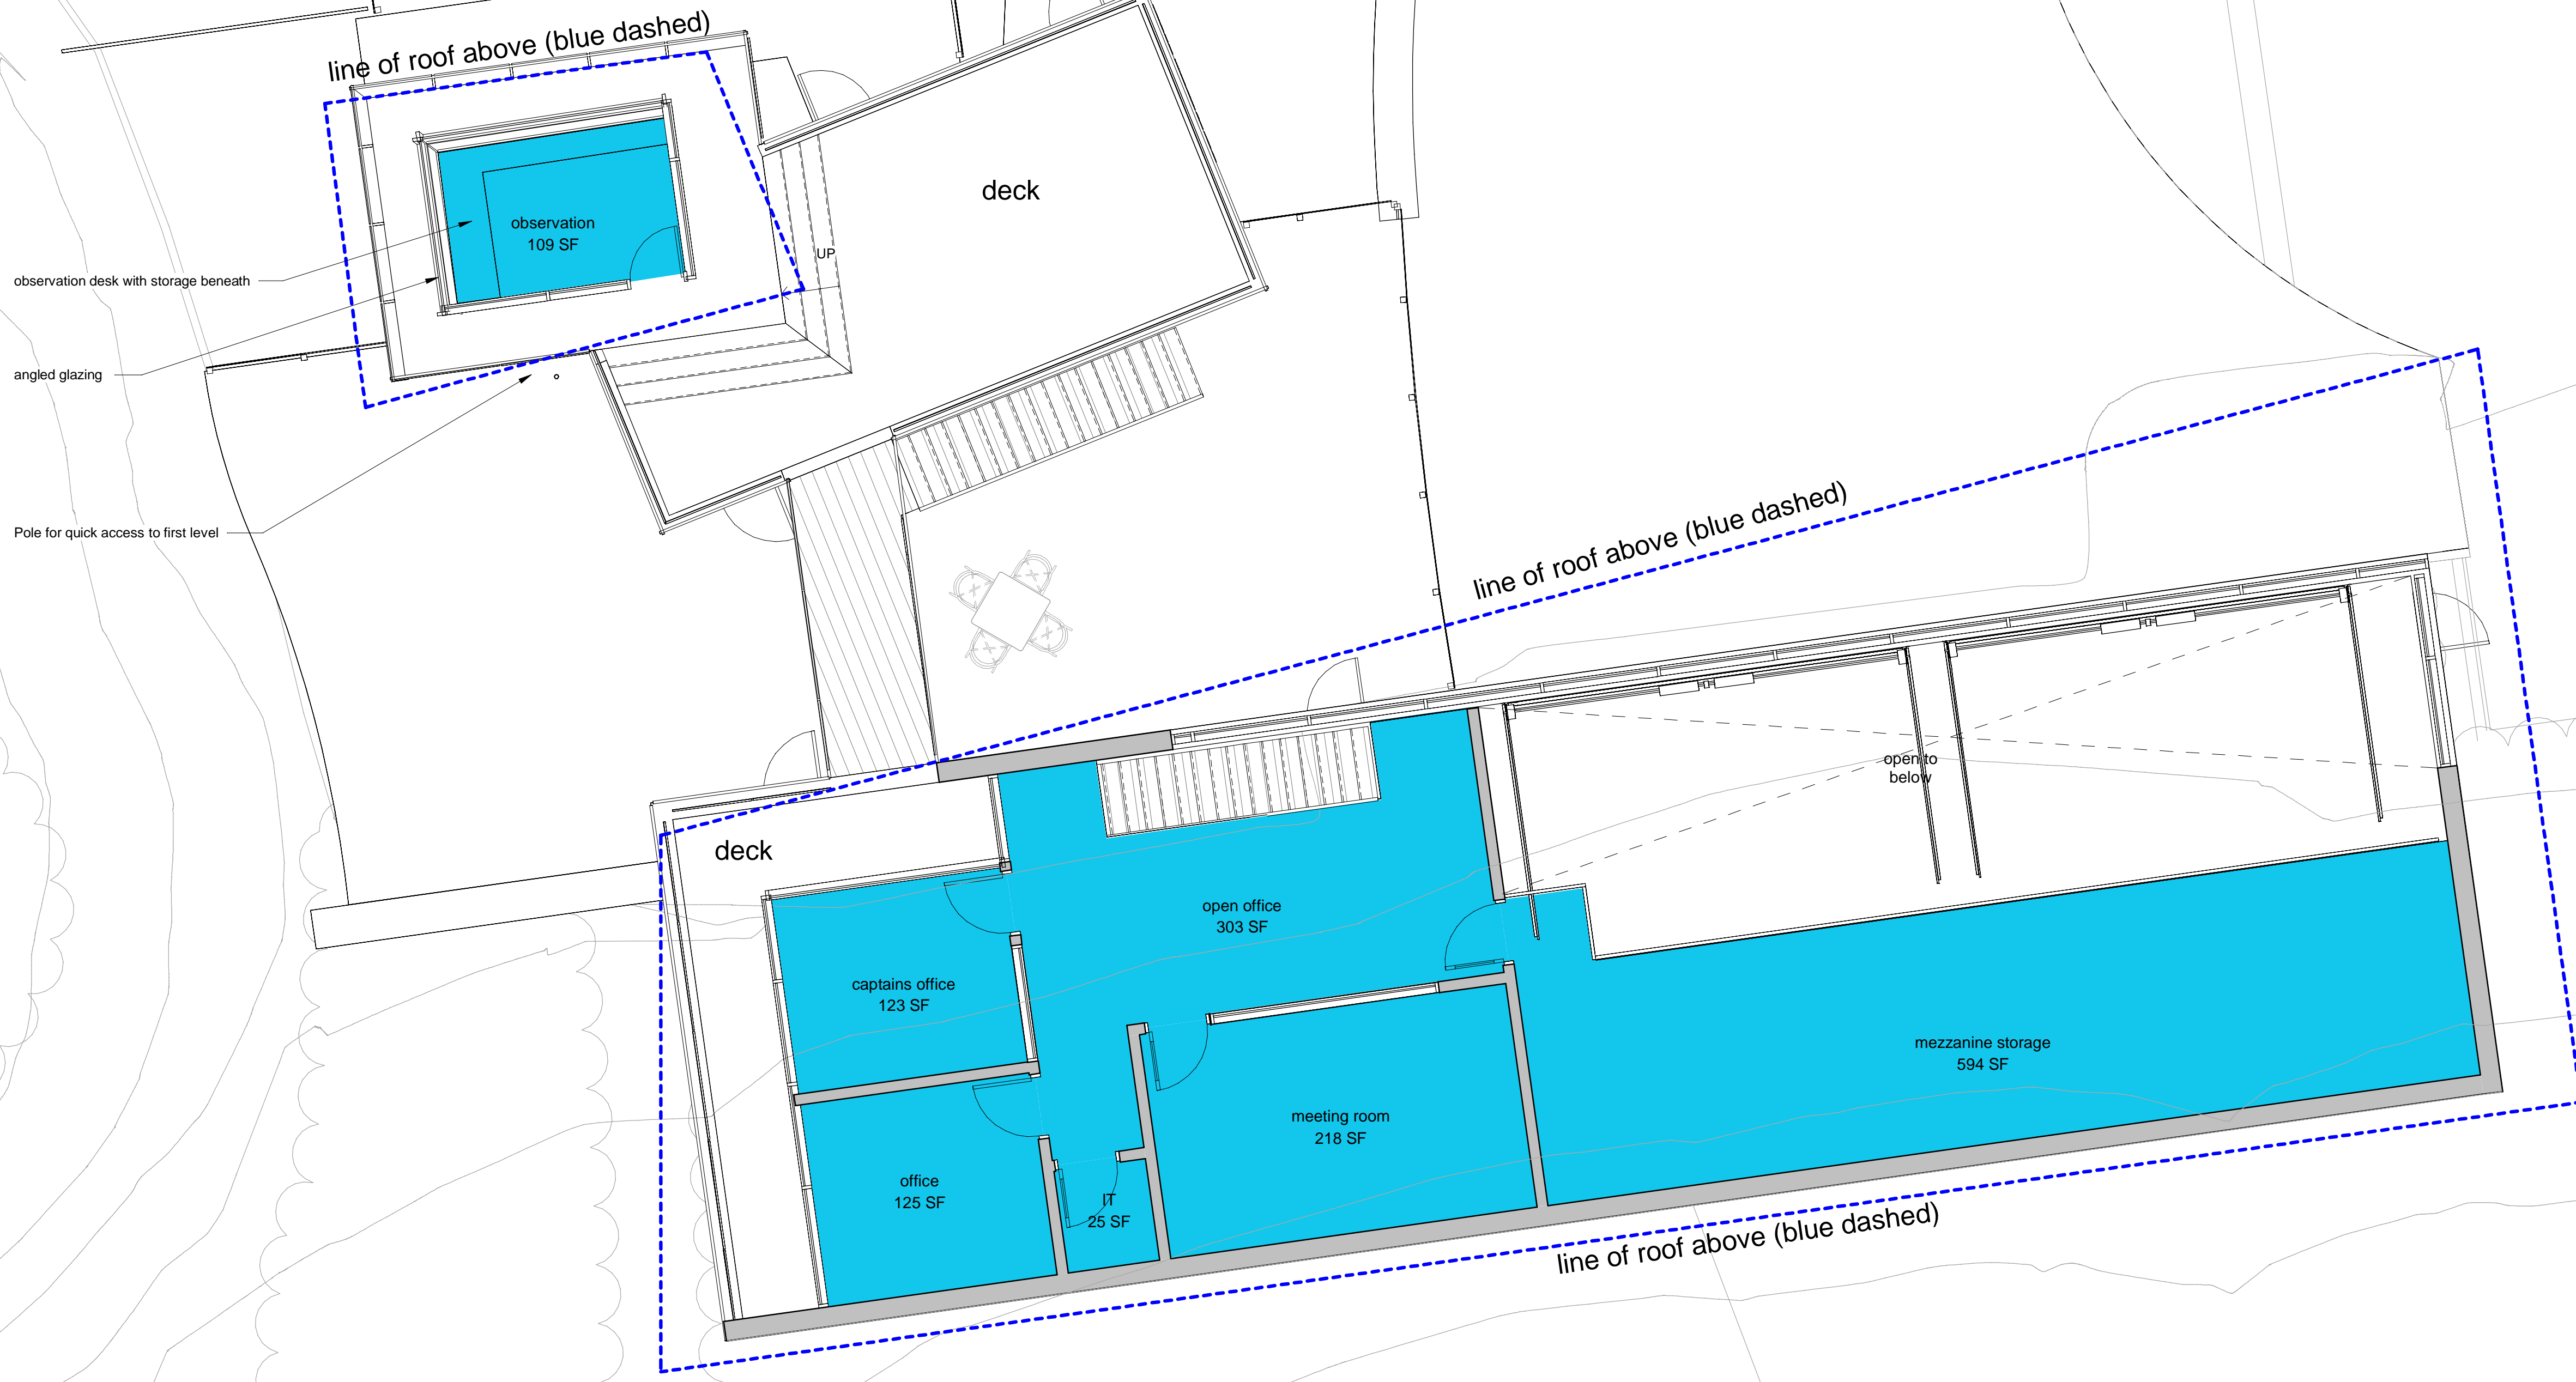 line of roof above (blue dashed)
deck
observation
109 SF
UP
observation desk with storage beneath
angled glazing
Pole for quick access to first level
line of roof above (blue dashed)
open to
below
deck
open office
303 SF
captains office
123 SF
mezzanine storage
594 SF
meeting room
218 SF
office
125 SF
IT
25 SF
line of roof above (blue dashed)